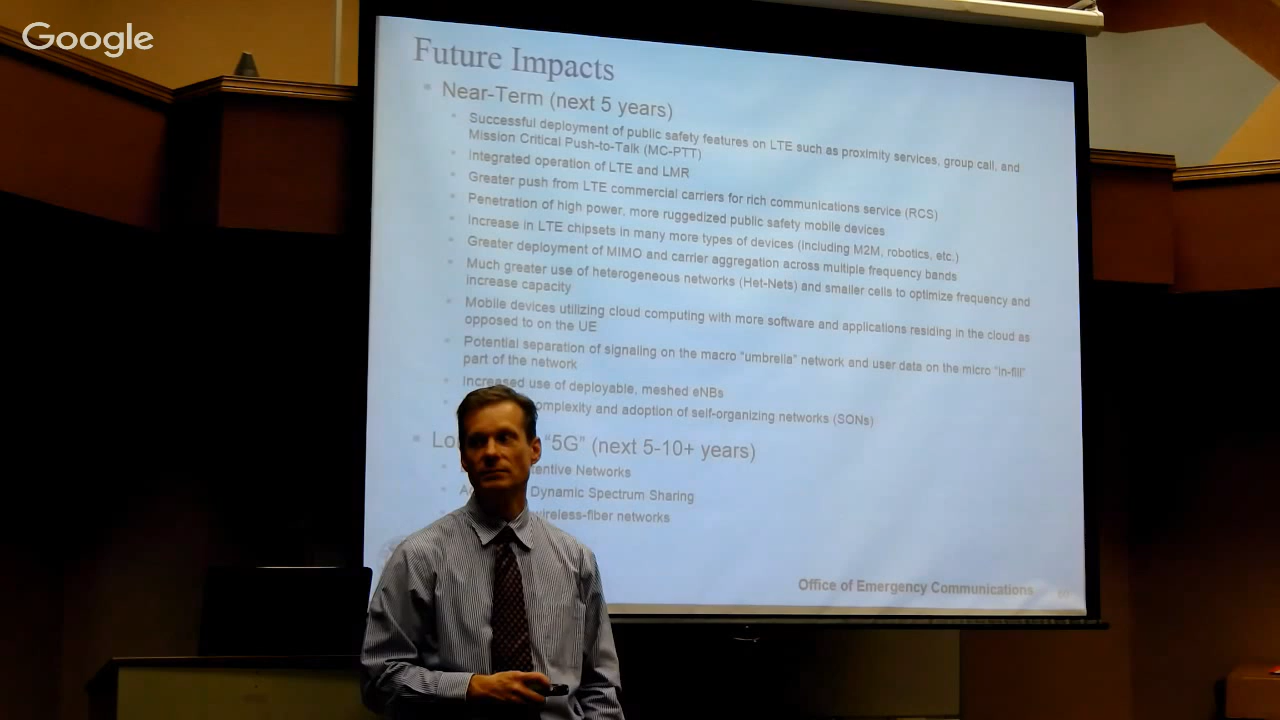 Google
Future Impacts
Near-Term (next 5 years)
Successful deployment of public safety features on LTE such as proximity services, group call, and
Mission Critical Push-to-Talk (MC-PTT)
Integrated operation of LTE and LMR
Greater push from LTE commercial carriers for rich communications service (RCS)
Penetration of high power, more ruggedized public safety mobile devices
Increase in LTE chipsets in many more types of devices (including M2M, robotics, etc.)
Greater deployment of MIMO and carrier aggregation across multiple frequency bands
Much greater use of heterogeneous networks (Het-Nets) and smaller cells to optimize frequency and
increase capacity
Mobile devices utilizing cloud computing with more software and applications residing in the cloud as
opposed to on the UE
Potential separation of signaling on the macro "umbrella" network and user data on the micro "in-fill"
part of the network
Increased use of deployable, meshed eNBs
complexity and adoption of self-organizing networks (SONs)
"5G" (next 5-10+ years)
Networks
Dynamic Spectrum Sharing
wireless-fiber networks
Office of Emergency Communications